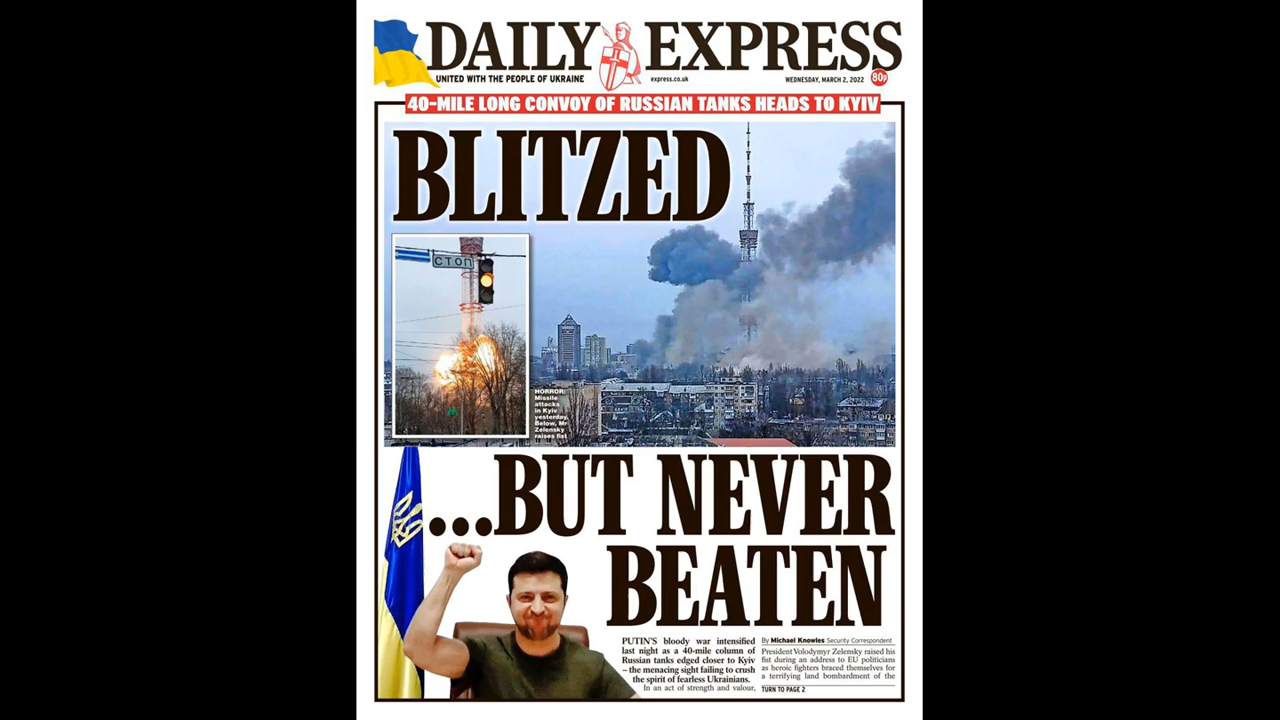 DAILY EXPRESS
UNITED WITH THE PEOPLE OF UKRAINE
express.co.uk
WEDNESDAY, MARCH 2, 2022
80p
40-MILE LONG CONVOY OF RUSSIAN TANKS HEADS TO KYIV
BLITZED
СТОП
HORROR:
Missile
attacks
in Kyiv
yesterday.
Below, Mr
Zelensky
raises fist
...BUT NEVER
BEATEN
PUTIN'S bloody war intensified
last night as a 40-mile column of
Russian tanks edged closer to Kyiv
– the menacing sight failing to crush
the spirit of fearless Ukrainians.
In an act of strength and valour,
By Michael Knowles Security Correspondent
President Volodymyr Zelensky raised his
fist during an address to EU politicians
as heroic fighters braced themselves for
a terrifying land bombardment of the
TURN TO PAGE 2